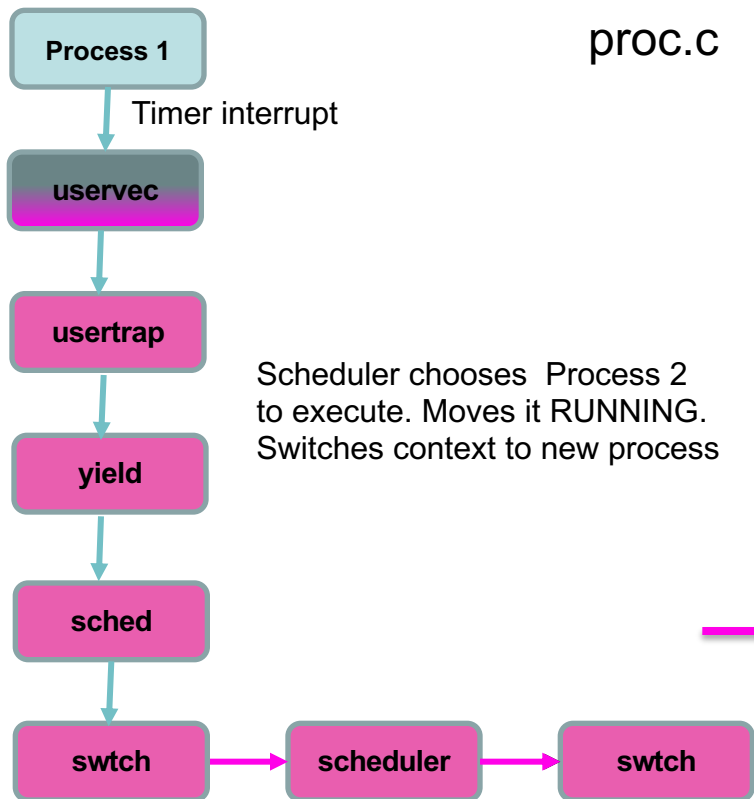 Process 1
proc.c
Timer interrupt
uservec
usertrap
Scheduler chooses  Process 2
to execute. Moves it RUNNING.
Switches context to new process
yield
sched
swtch
scheduler
swtch